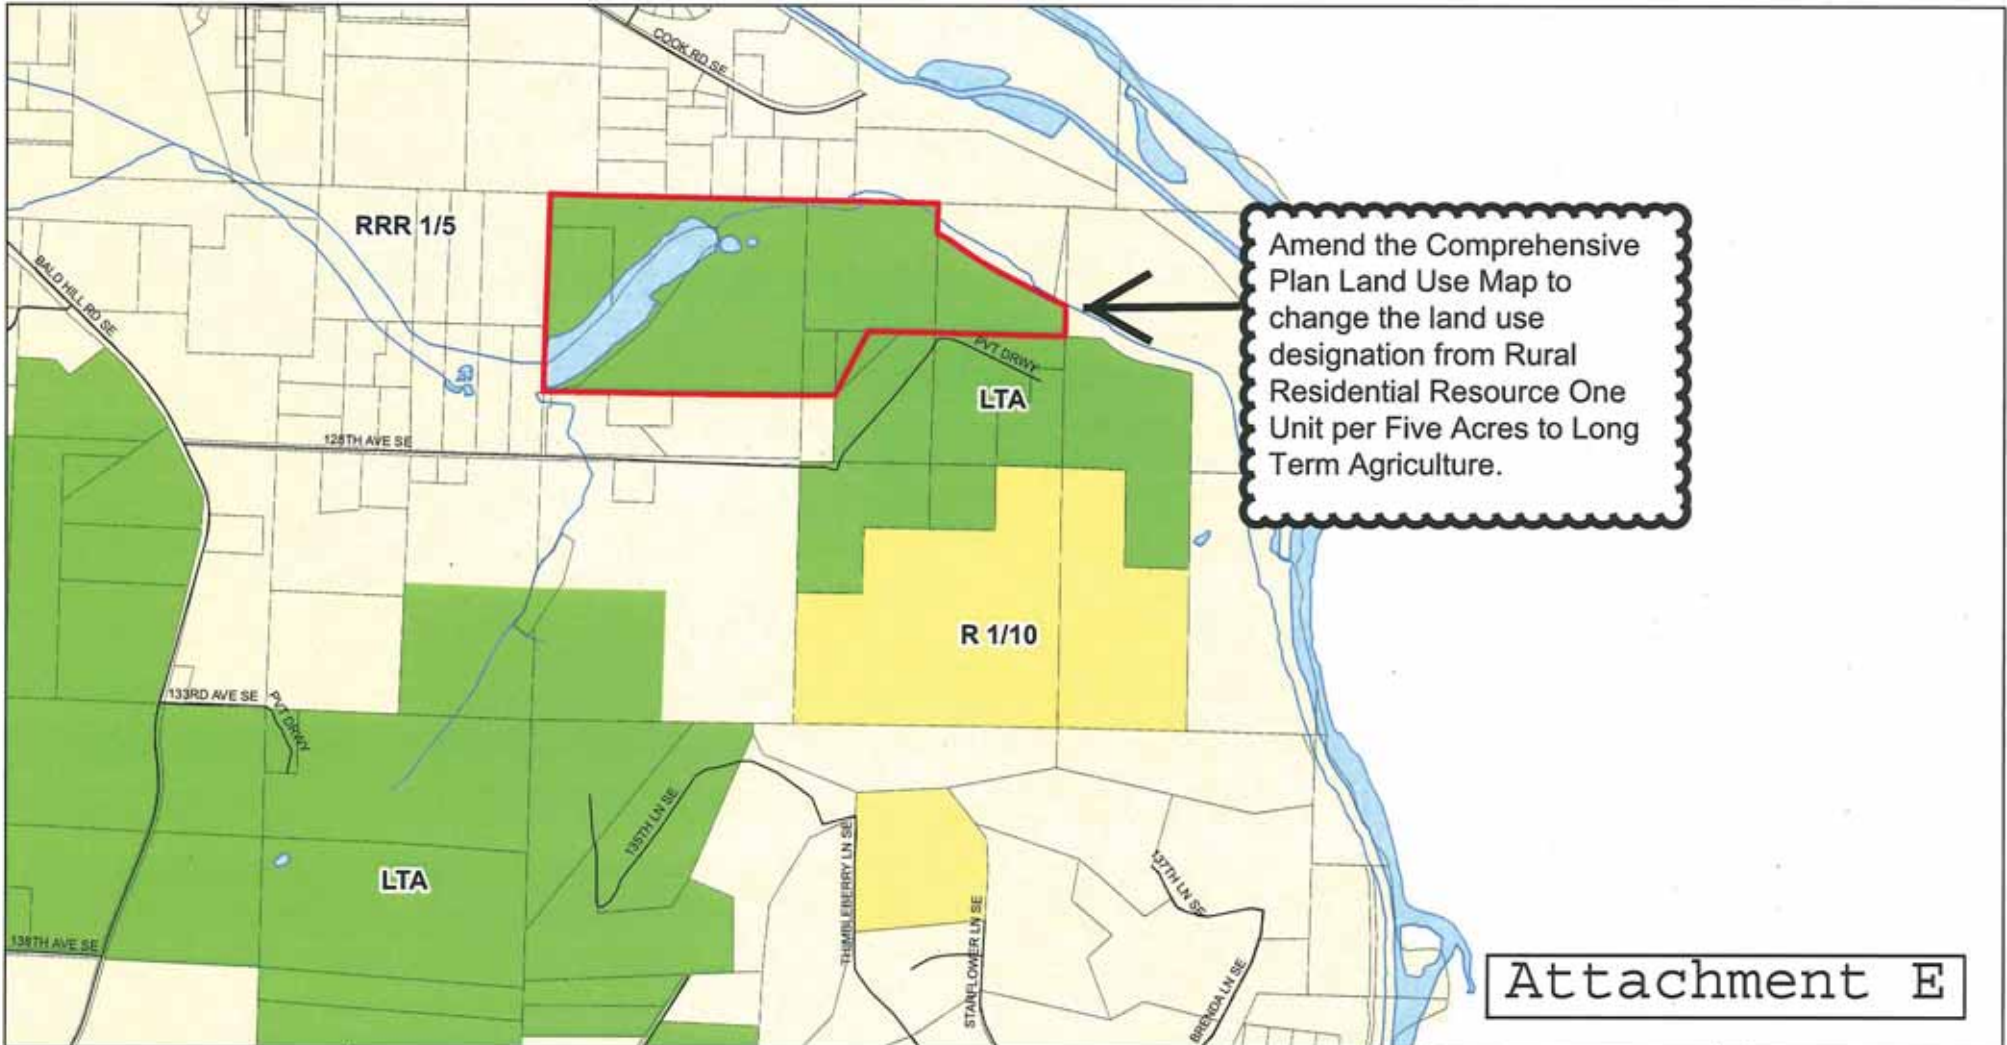 COOK RD SE
RRR 1/5
BALD HILL RD SE
Amend the Comprehensive
Plan Land Use Map to
change the land use
designation from Rural
Residential Resource One
Unit per Five Acres to Long
Term Agriculture.
PVT DRWY
LTA
128TH AVE SE
R 1/10
133RD AVE SE
PVT DRWY
135TH LN SE
THIMBLEBERRY LN SE
137TH LN SE
LTA
STARFLOWER LN SE
138TH AVE SE
BRENDA LN SE
Attachment E